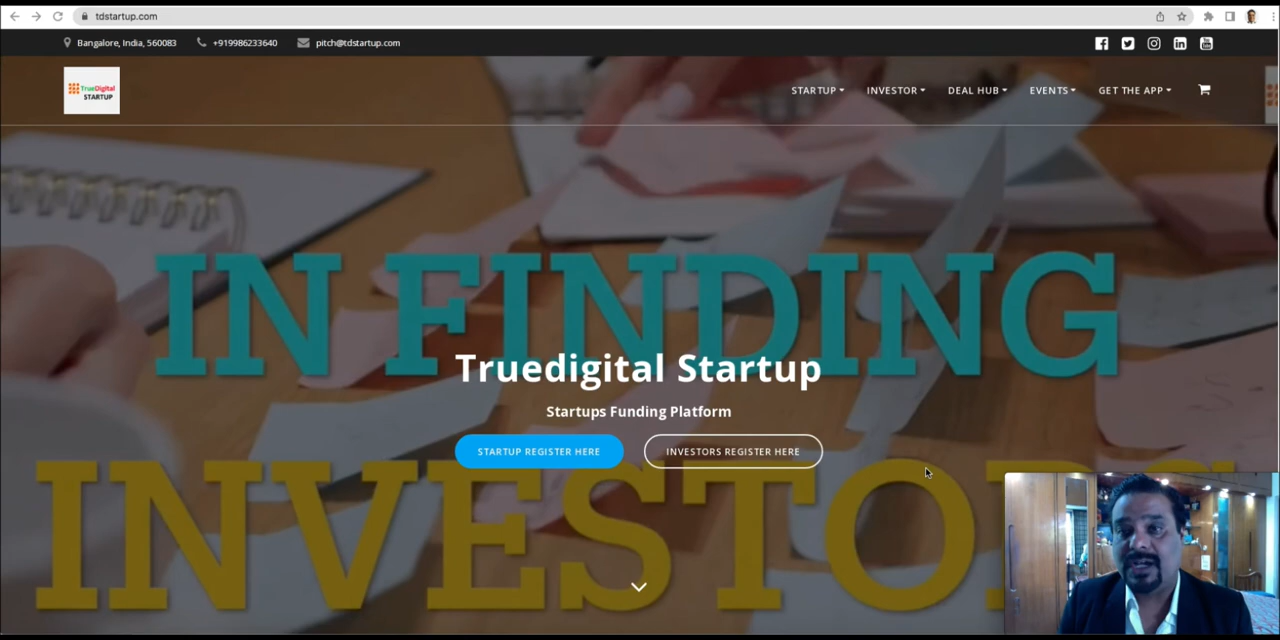 tdstartup.com
Bangalore, India, 560083
+919986233640
pitch@tdstartup.com
TrueDigital
STARTUP
STARTUP
INVESTOR
DEAL HUB
EVENTS
GET THE APP
IN FINDING
Truedigital Startup
Startups Funding Platform
STARTUP REGISTER HERE
INVESTORS REGISTER HERE
INVESTORS